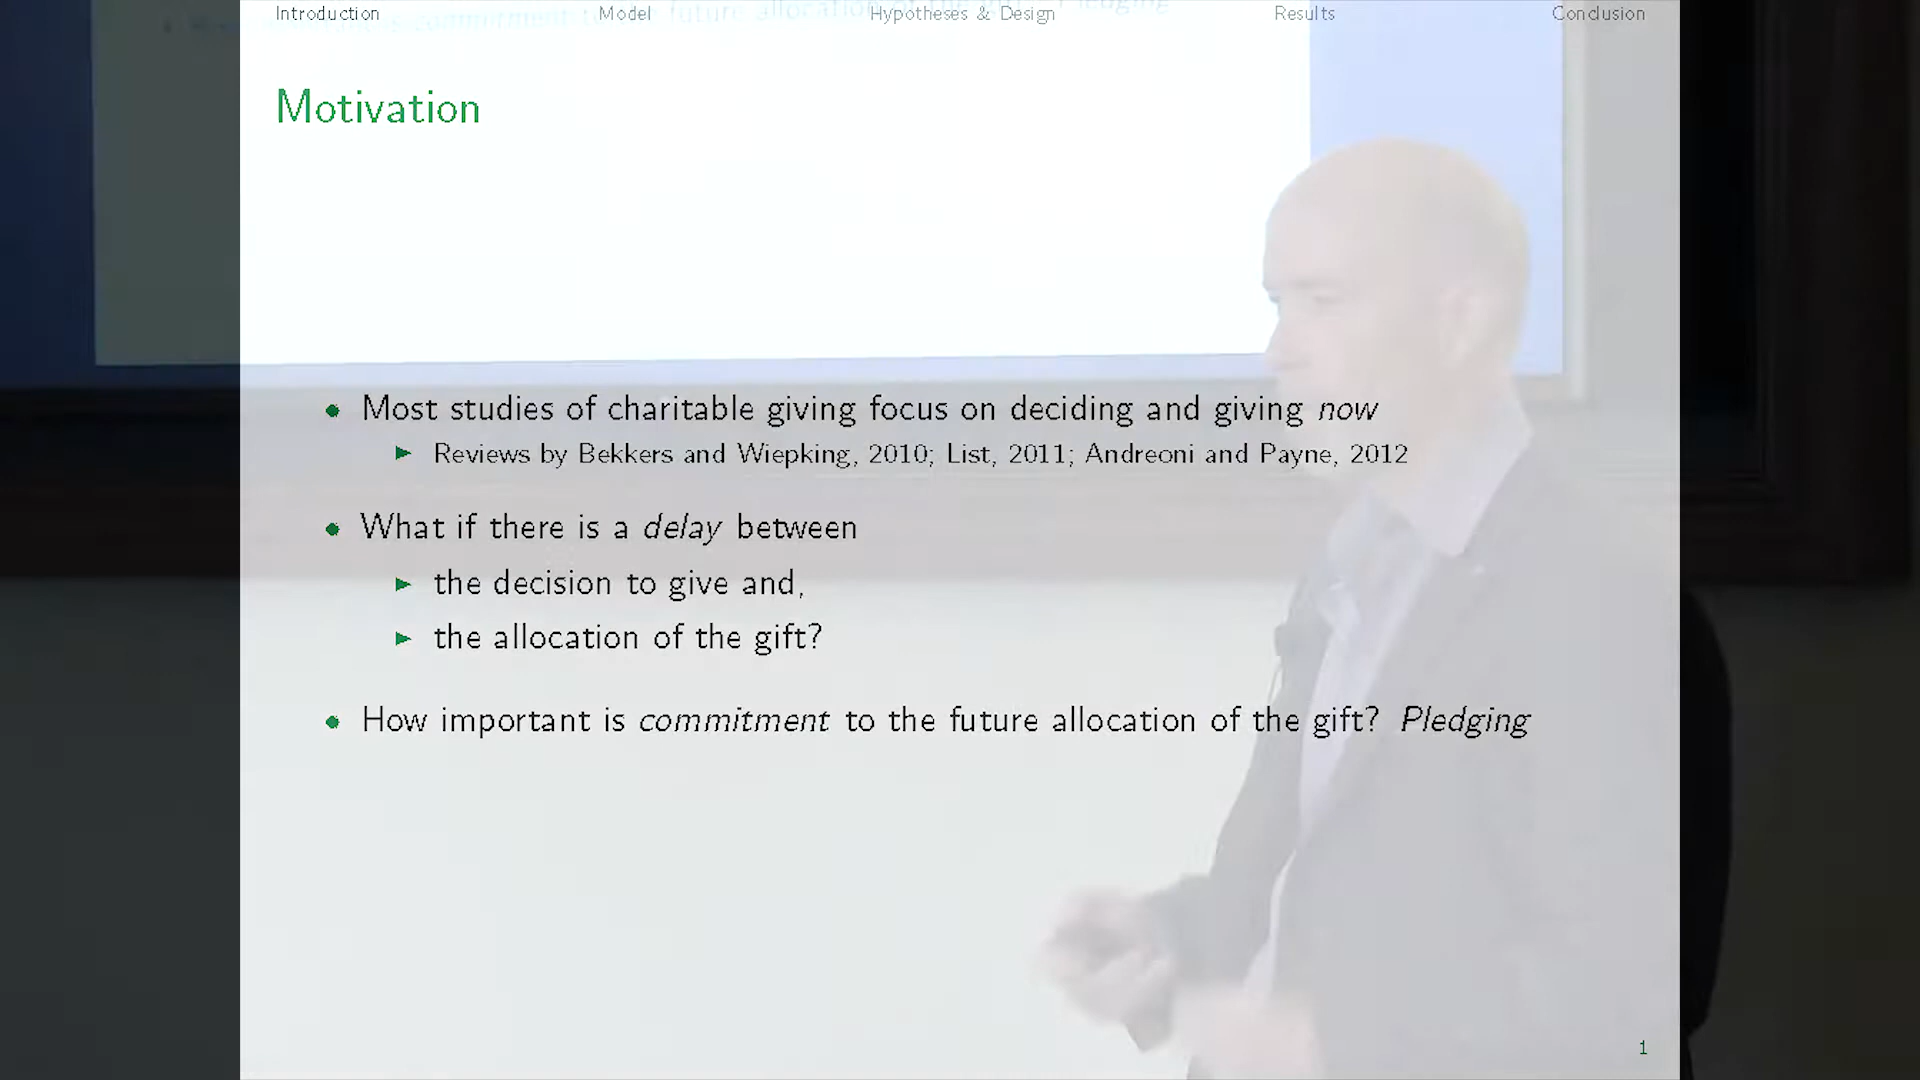 Introduction Model Hypotheses & Design Results Conclusion
Motivation
• Most studies of charitable giving focus on deciding and giving now
► Reviews by Bekkers and Wiepking, 2010; List, 2011; Andreoni and Payne, 2012
• What if there is a delay between
► the decision to give and,
► the allocation of the gift?
• How important is commitment to the future allocation of the gift? Pledging
1